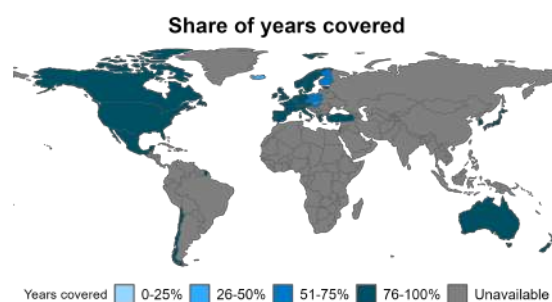 Share of years covered
Years covered 0-25% 26-50% 51-75% 76-100% Unavailable